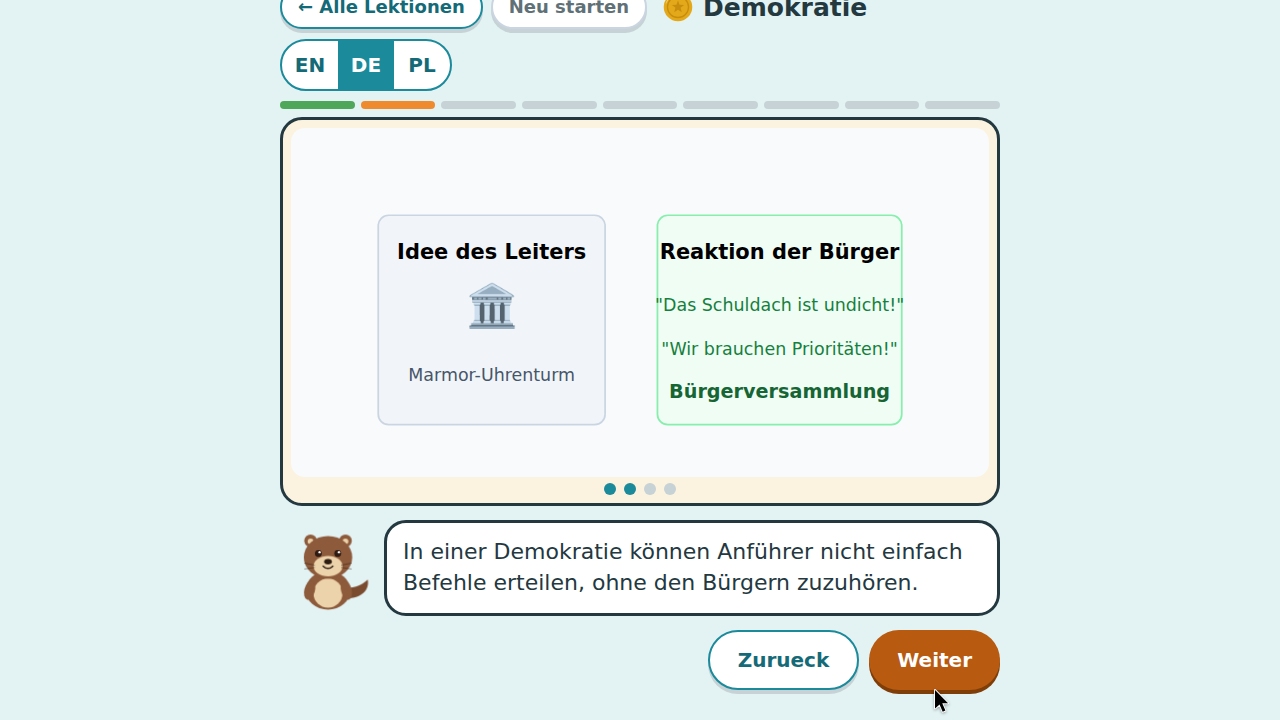 ← Alle Lektionen
Neu starten
Demokratie
EN DE PL
Idee des Leiters
Marmor-Uhrenturm
Reaktion der Bürger
"Das Schuldach ist undicht!"
"Wir brauchen Prioritäten!"
Bürgerversammlung
In einer Demokratie können Anführer nicht einfach
Befehle erteilen, ohne den Bürgern zuzuhören.
Zurueck
Weiter